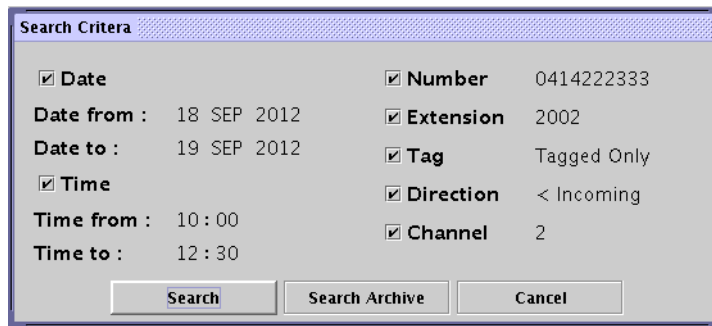 Search Critera
Date
Date from : 18 SEP 2012
Date to : 19 SEP 2012
Time
Time from : 10 : 00
Time to : 12 : 30
Number 0414222333
Extension 2002
Tag Tagged Only
Direction < Incoming
Channel 2
Search Search Archive Cancel